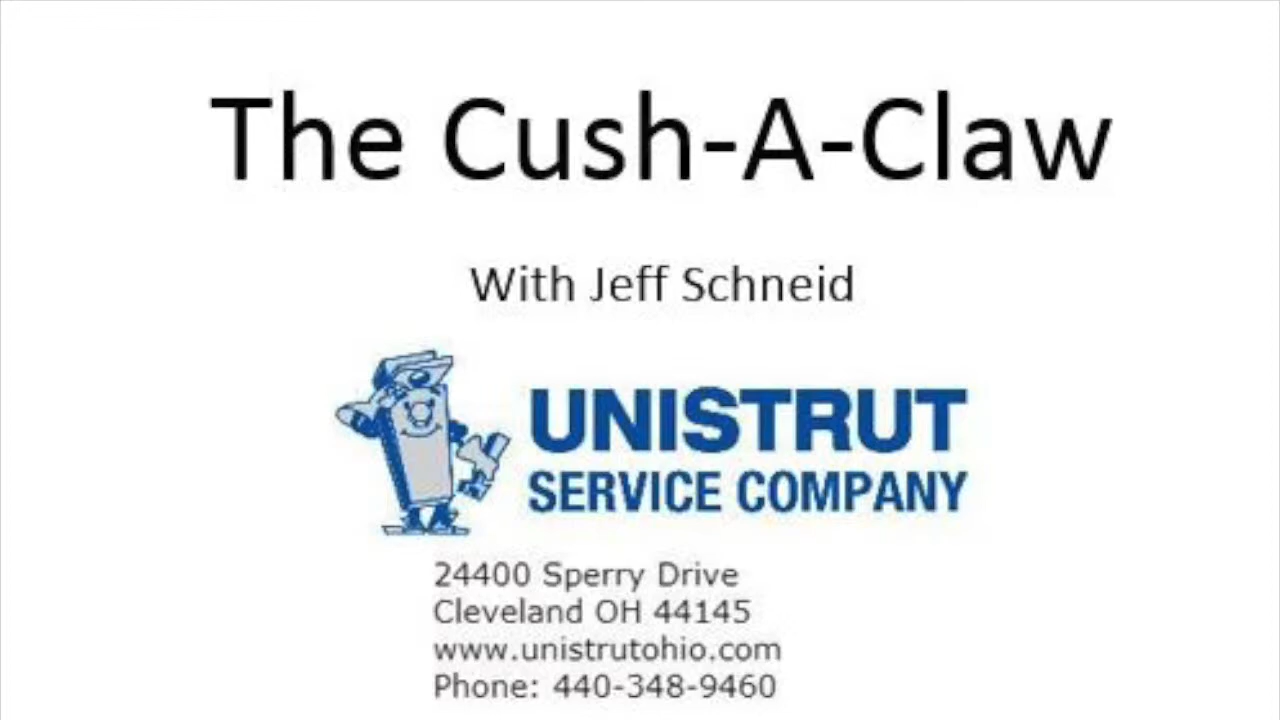 The Cush-A-Claw
With Jeff Schneid
UNISTRUT
SERVICE COMPANY
24400 Sperry Drive
Cleveland OH 44145
www.unistrutohio.com
Phone: 440-348-9460